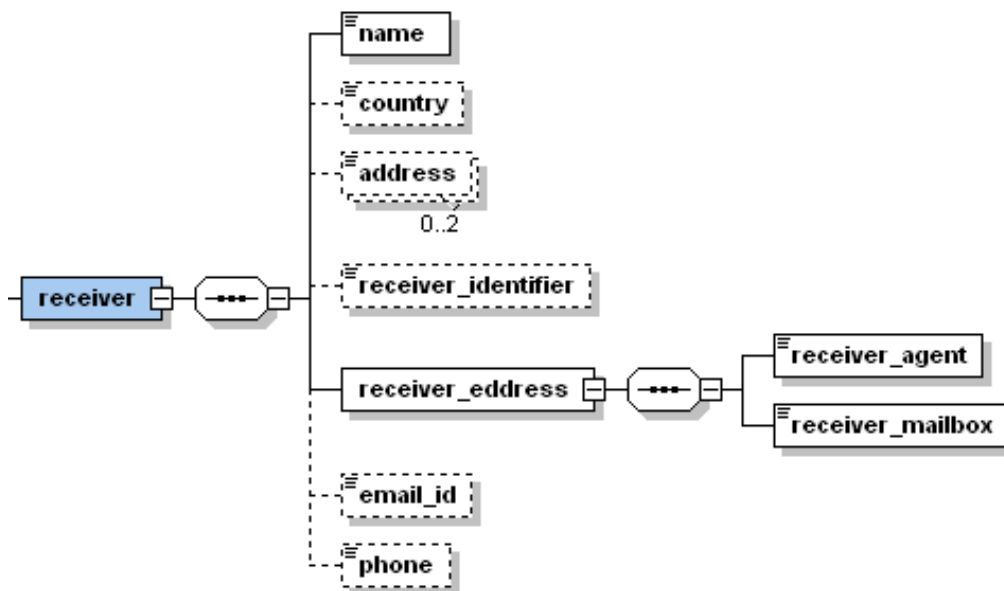 name
country
address
0..2
receiver
receiver_identifier
receiver_eddress
receiver_agent
receiver_mailbox
email_id
phone